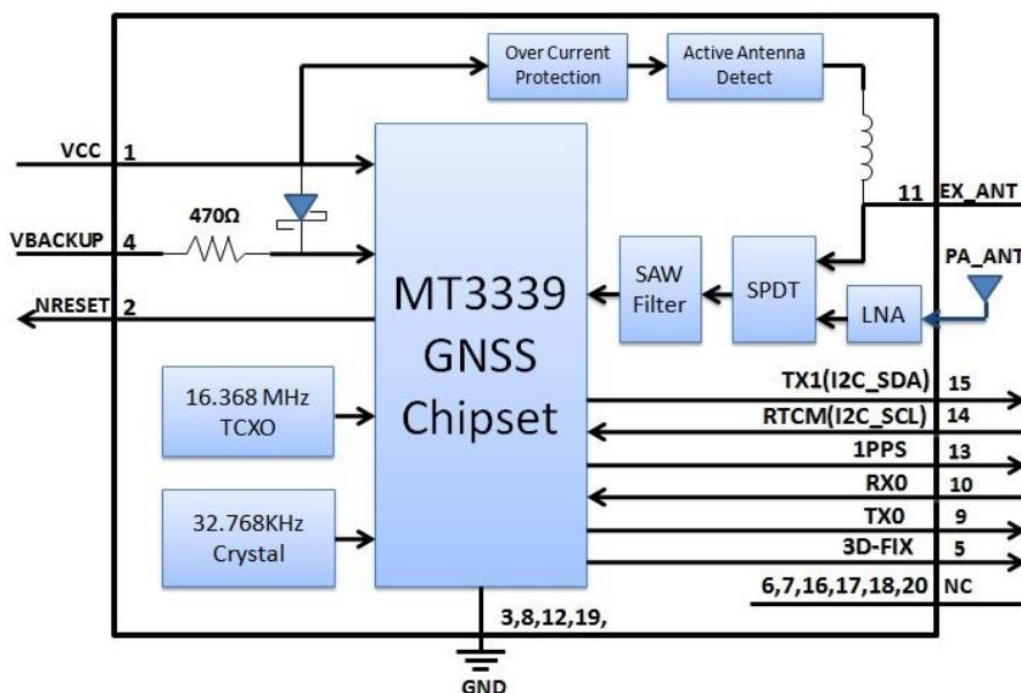 Over Current
Protection
Active Antenna
Detect
VCC 1
11 EX_ANT
470Ω
VBACKUP 4
PA_ANT
NRESET 2
MT3339
GNSS
Chipset
SAW
Filter
SPDT
LNA
16.368 MHz
TCXO
32.768KHz
Crystal
TX1(I2C_SDA) 15
RTCM(I2C_SCL) 14
1PPS 13
RX0 10
TX0 9
3D-FIX 5
6,7,16,17,18,20 NC
3,8,12,19,
GND